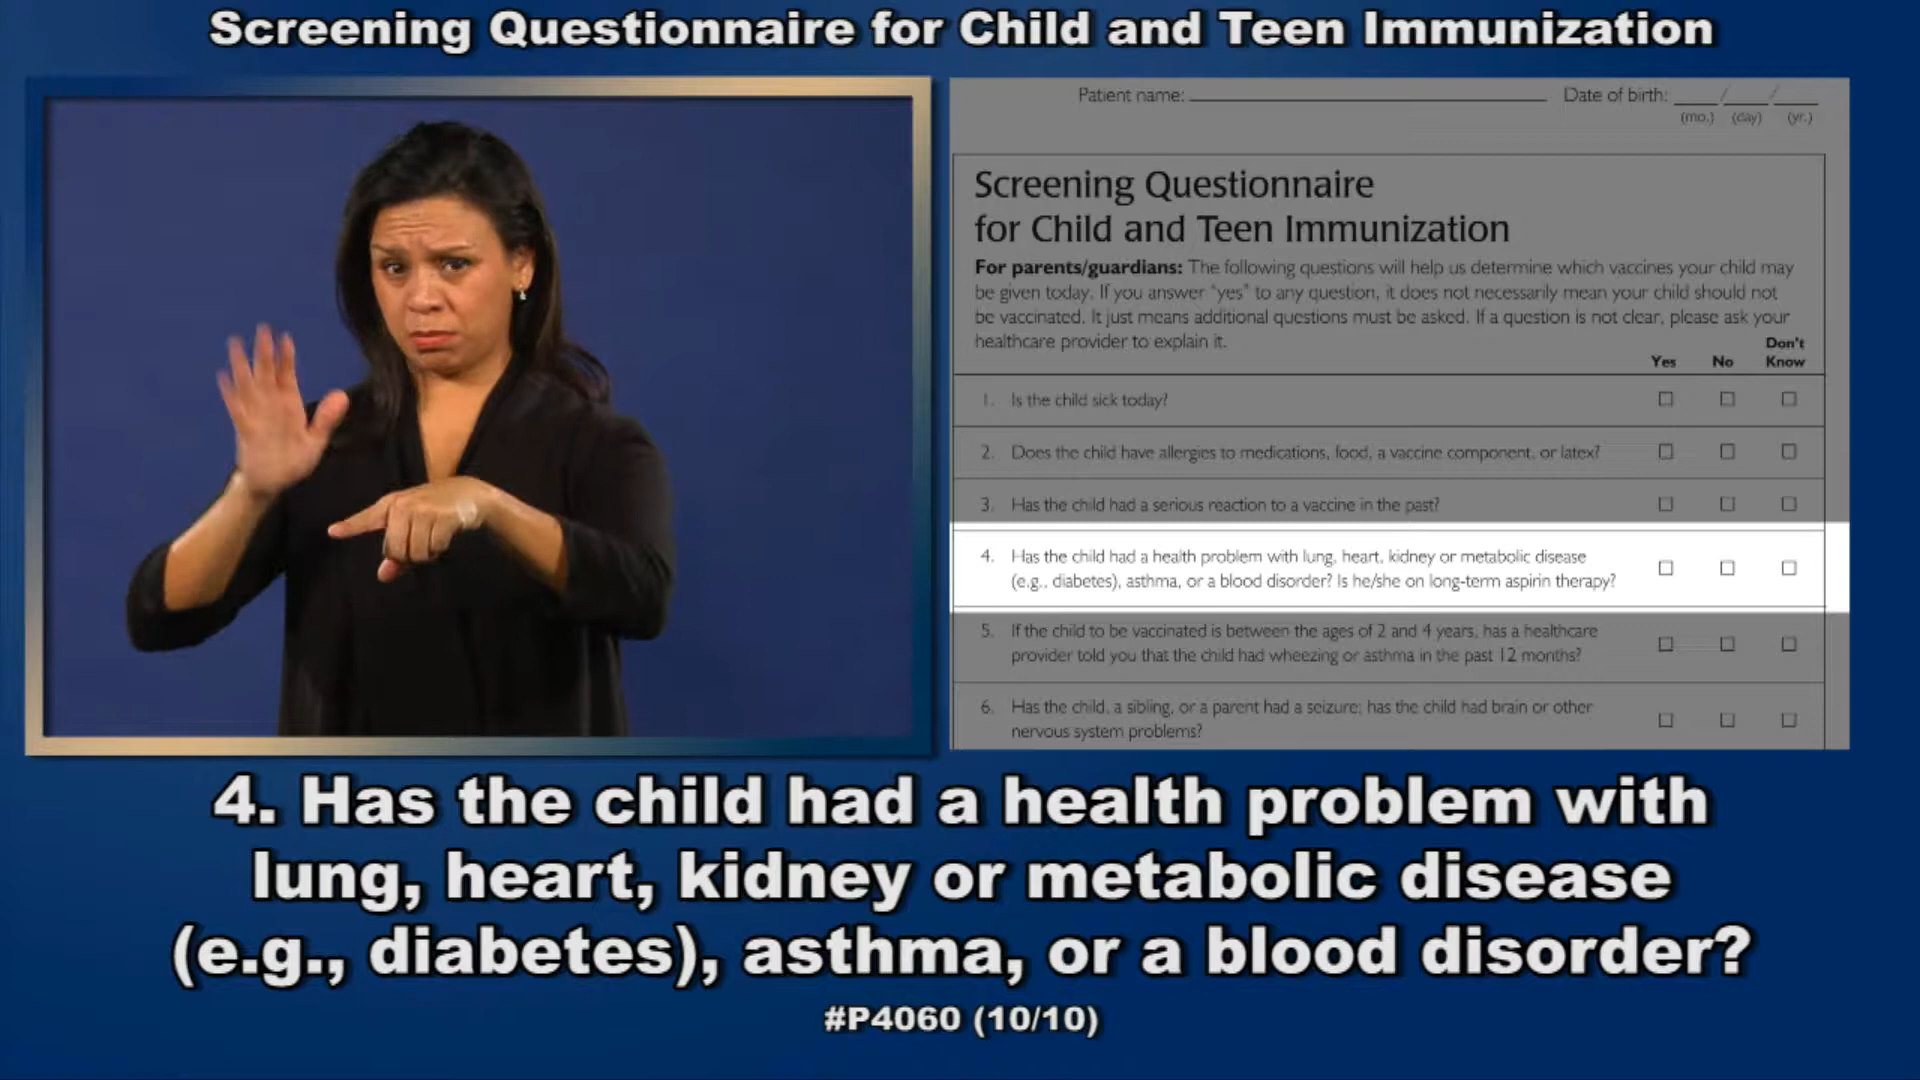 Screening Questionnaire for Child and Teen Immunization
Patient name: Date of birth: / /
(mo.) (day) (yr.)
Screening Questionnaire
for Child and Teen Immunization
For parents/guardians: The following questions will help us determine which vaccines your child may
be given today. If you answer “yes” to any question, it does not necessarily mean your child should not
be vaccinated. It just means additional questions must be asked. If a question is not clear, please ask your
healthcare provider to explain it.
Yes No Don't Know
1. Is the child sick today?
2. Does the child have allergies to medications, food, a vaccine component, or latex?
3. Has the child had a serious reaction to a vaccine in the past?
4. Has the child had a health problem with lung, heart, kidney or metabolic disease
(e.g., diabetes), asthma, or a blood disorder? Is he/she on long-term aspirin therapy?
5. If the child to be vaccinated is between the ages of 2 and 4 years, has a healthcare
provider told you that the child had wheezing or asthma in the past 12 months?
6. Has the child, a sibling, or a parent had a seizure; has the child had brain or other
nervous system problems?
4. Has the child had a health problem with
lung, heart, kidney or metabolic disease
(e.g., diabetes), asthma, or a blood disorder?
#P4060 (10/10)